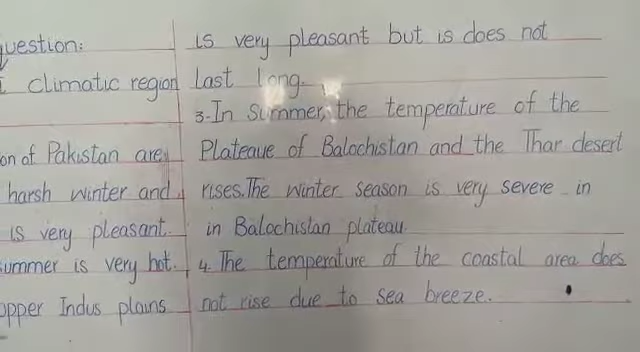 uestion:
climatic region
on of Pakistan are
harsh winter and
is very pleasant.
ummer is very hot.
pper Indus plains
is very pleasant but is does not
last long.
3-In Summer, the temperature of the
Plateaue of Balochistan and the Thar desert
rises. The winter season is very severe in
in Balochistan plateau.
4. The temperature of the coastal area does
not rise due to sea breeze.